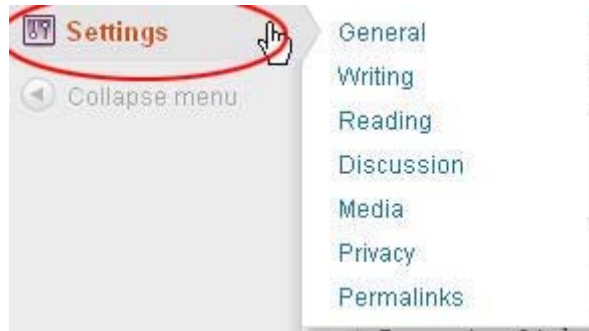 Settings
Collapse menu
General
Writing
Reading
Discussion
Media
Privacy
Permalinks